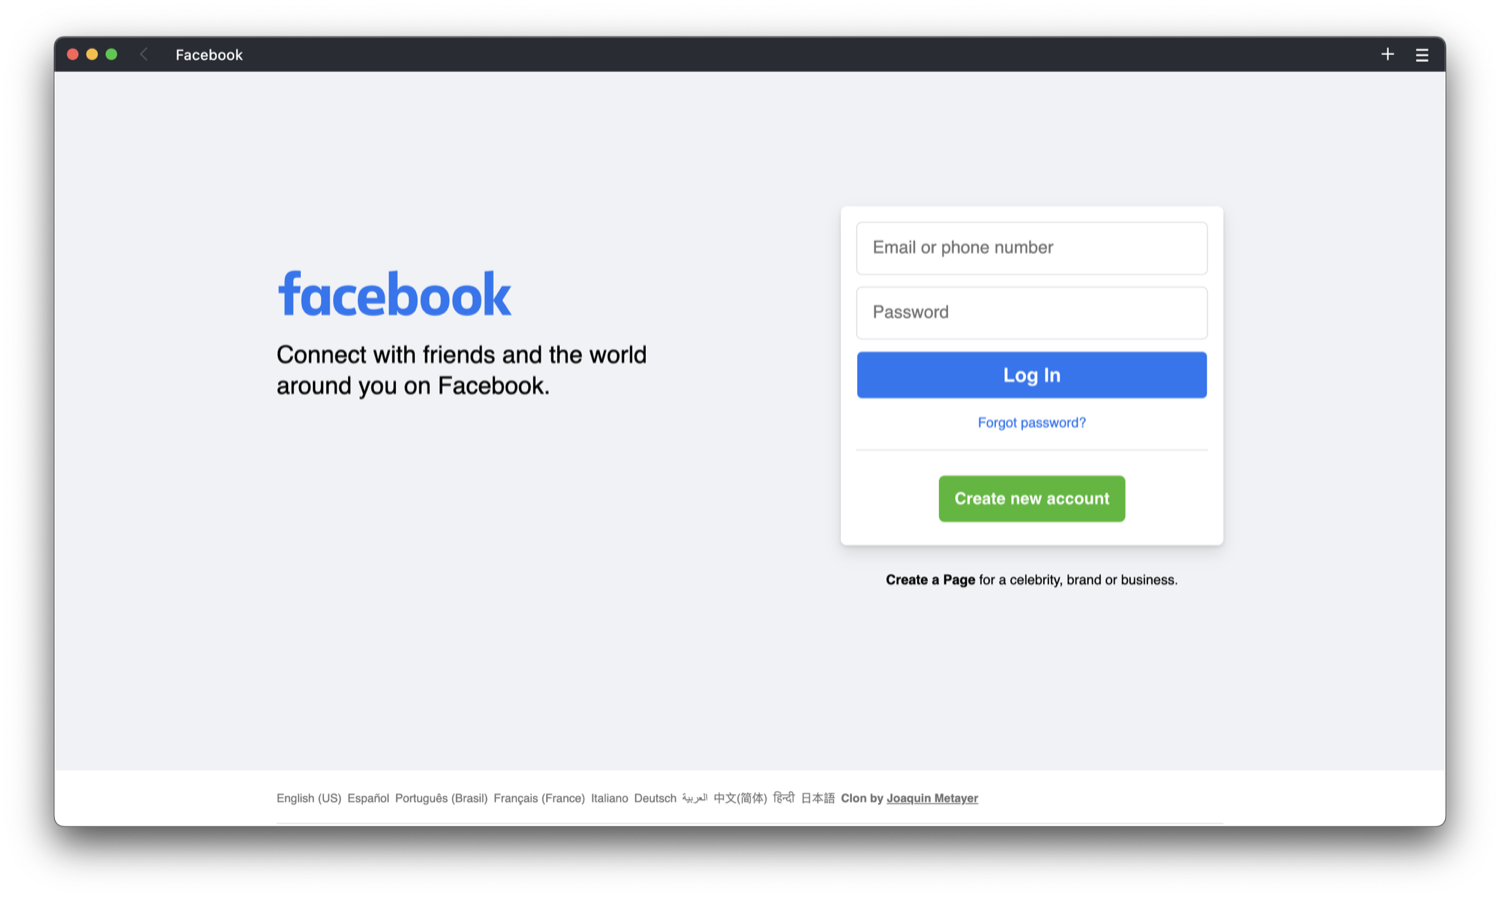 Facebook
facebook
Connect with friends and the world
around you on Facebook.
Email or phone number
Password
Log In
Forgot password?
Create new account
Create a Page for a celebrity, brand or business.
English (US) Español Português (Brasil) Français (France) Italiano Deutsch العربية 中文(简体) हिन्दी 日本語 Clon by Joaquin Metayer